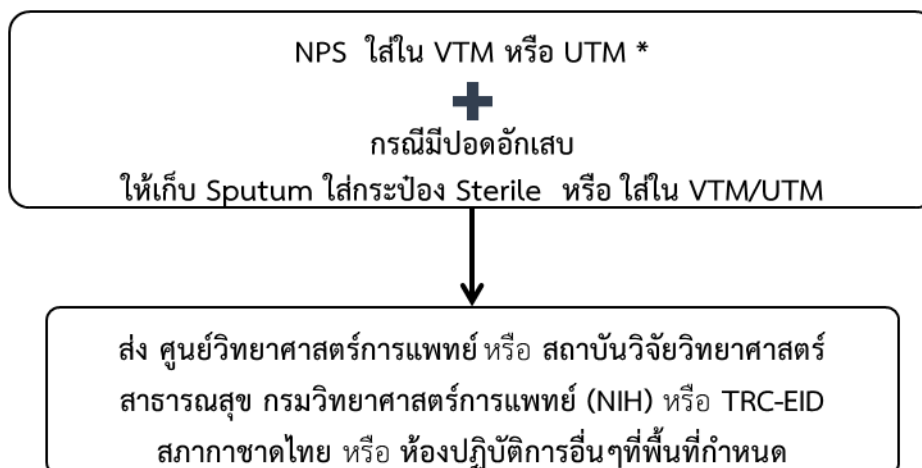 NPS ใส่ใน VTM หรือ UTM *
กรณีมีปอดอักเสบ
ให้เก็บ Sputum ใส่กระป๋อง Sterile หรือ ใส่ใน VTM/UTM
ส่ง ศูนย์วิทยาศาสตร์การแพทย์ หรือ สถาบันวิจัยวิทยาศาสตร์
สาธารณสุข กรมวิทยาศาสตร์การแพทย์ (NIH) หรือ TRC-EID
สภากาชาดไทย หรือ ห้องปฏิบัติการอื่นๆที่พื้นที่กำหนด